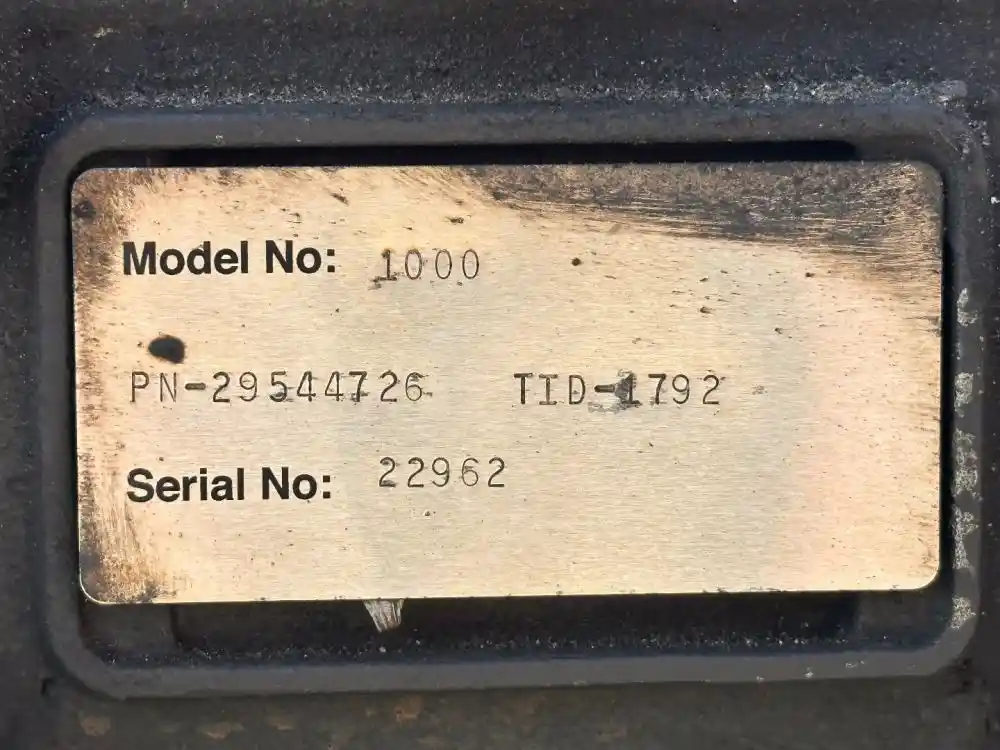 Model No: 1000
PN-29544726 TID-1792
Serial No: 22962